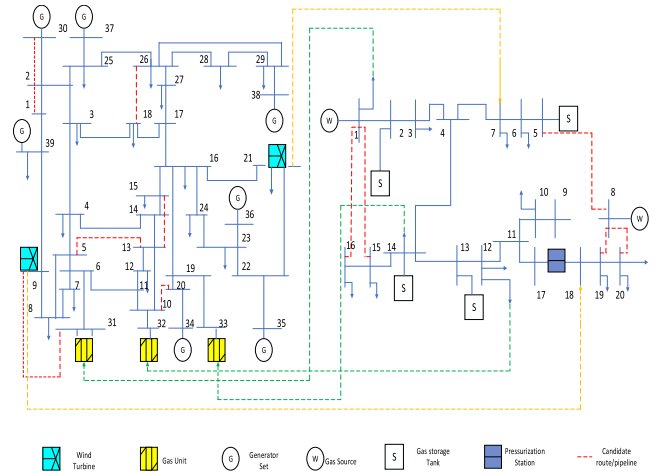 G G
30 37
25 26 28 29
2 27
38
1 3 18 17 G
G
39
16 21
15
4 14 24 G
36
5 13 23
6 12 19 22
9 7 11 20
8 10
31 32 34 33 35
G G
W 1 2 3 4 7 6 5 S
S
10 9 8 W
16 15 14 13 12 11
S S
17 18 19 20
Wind
Turbine
Gas Unit
G Generator
Set
W Gas Source
S Gas storage
Tank
Pressurization
Station
Candidate
route/pipeline